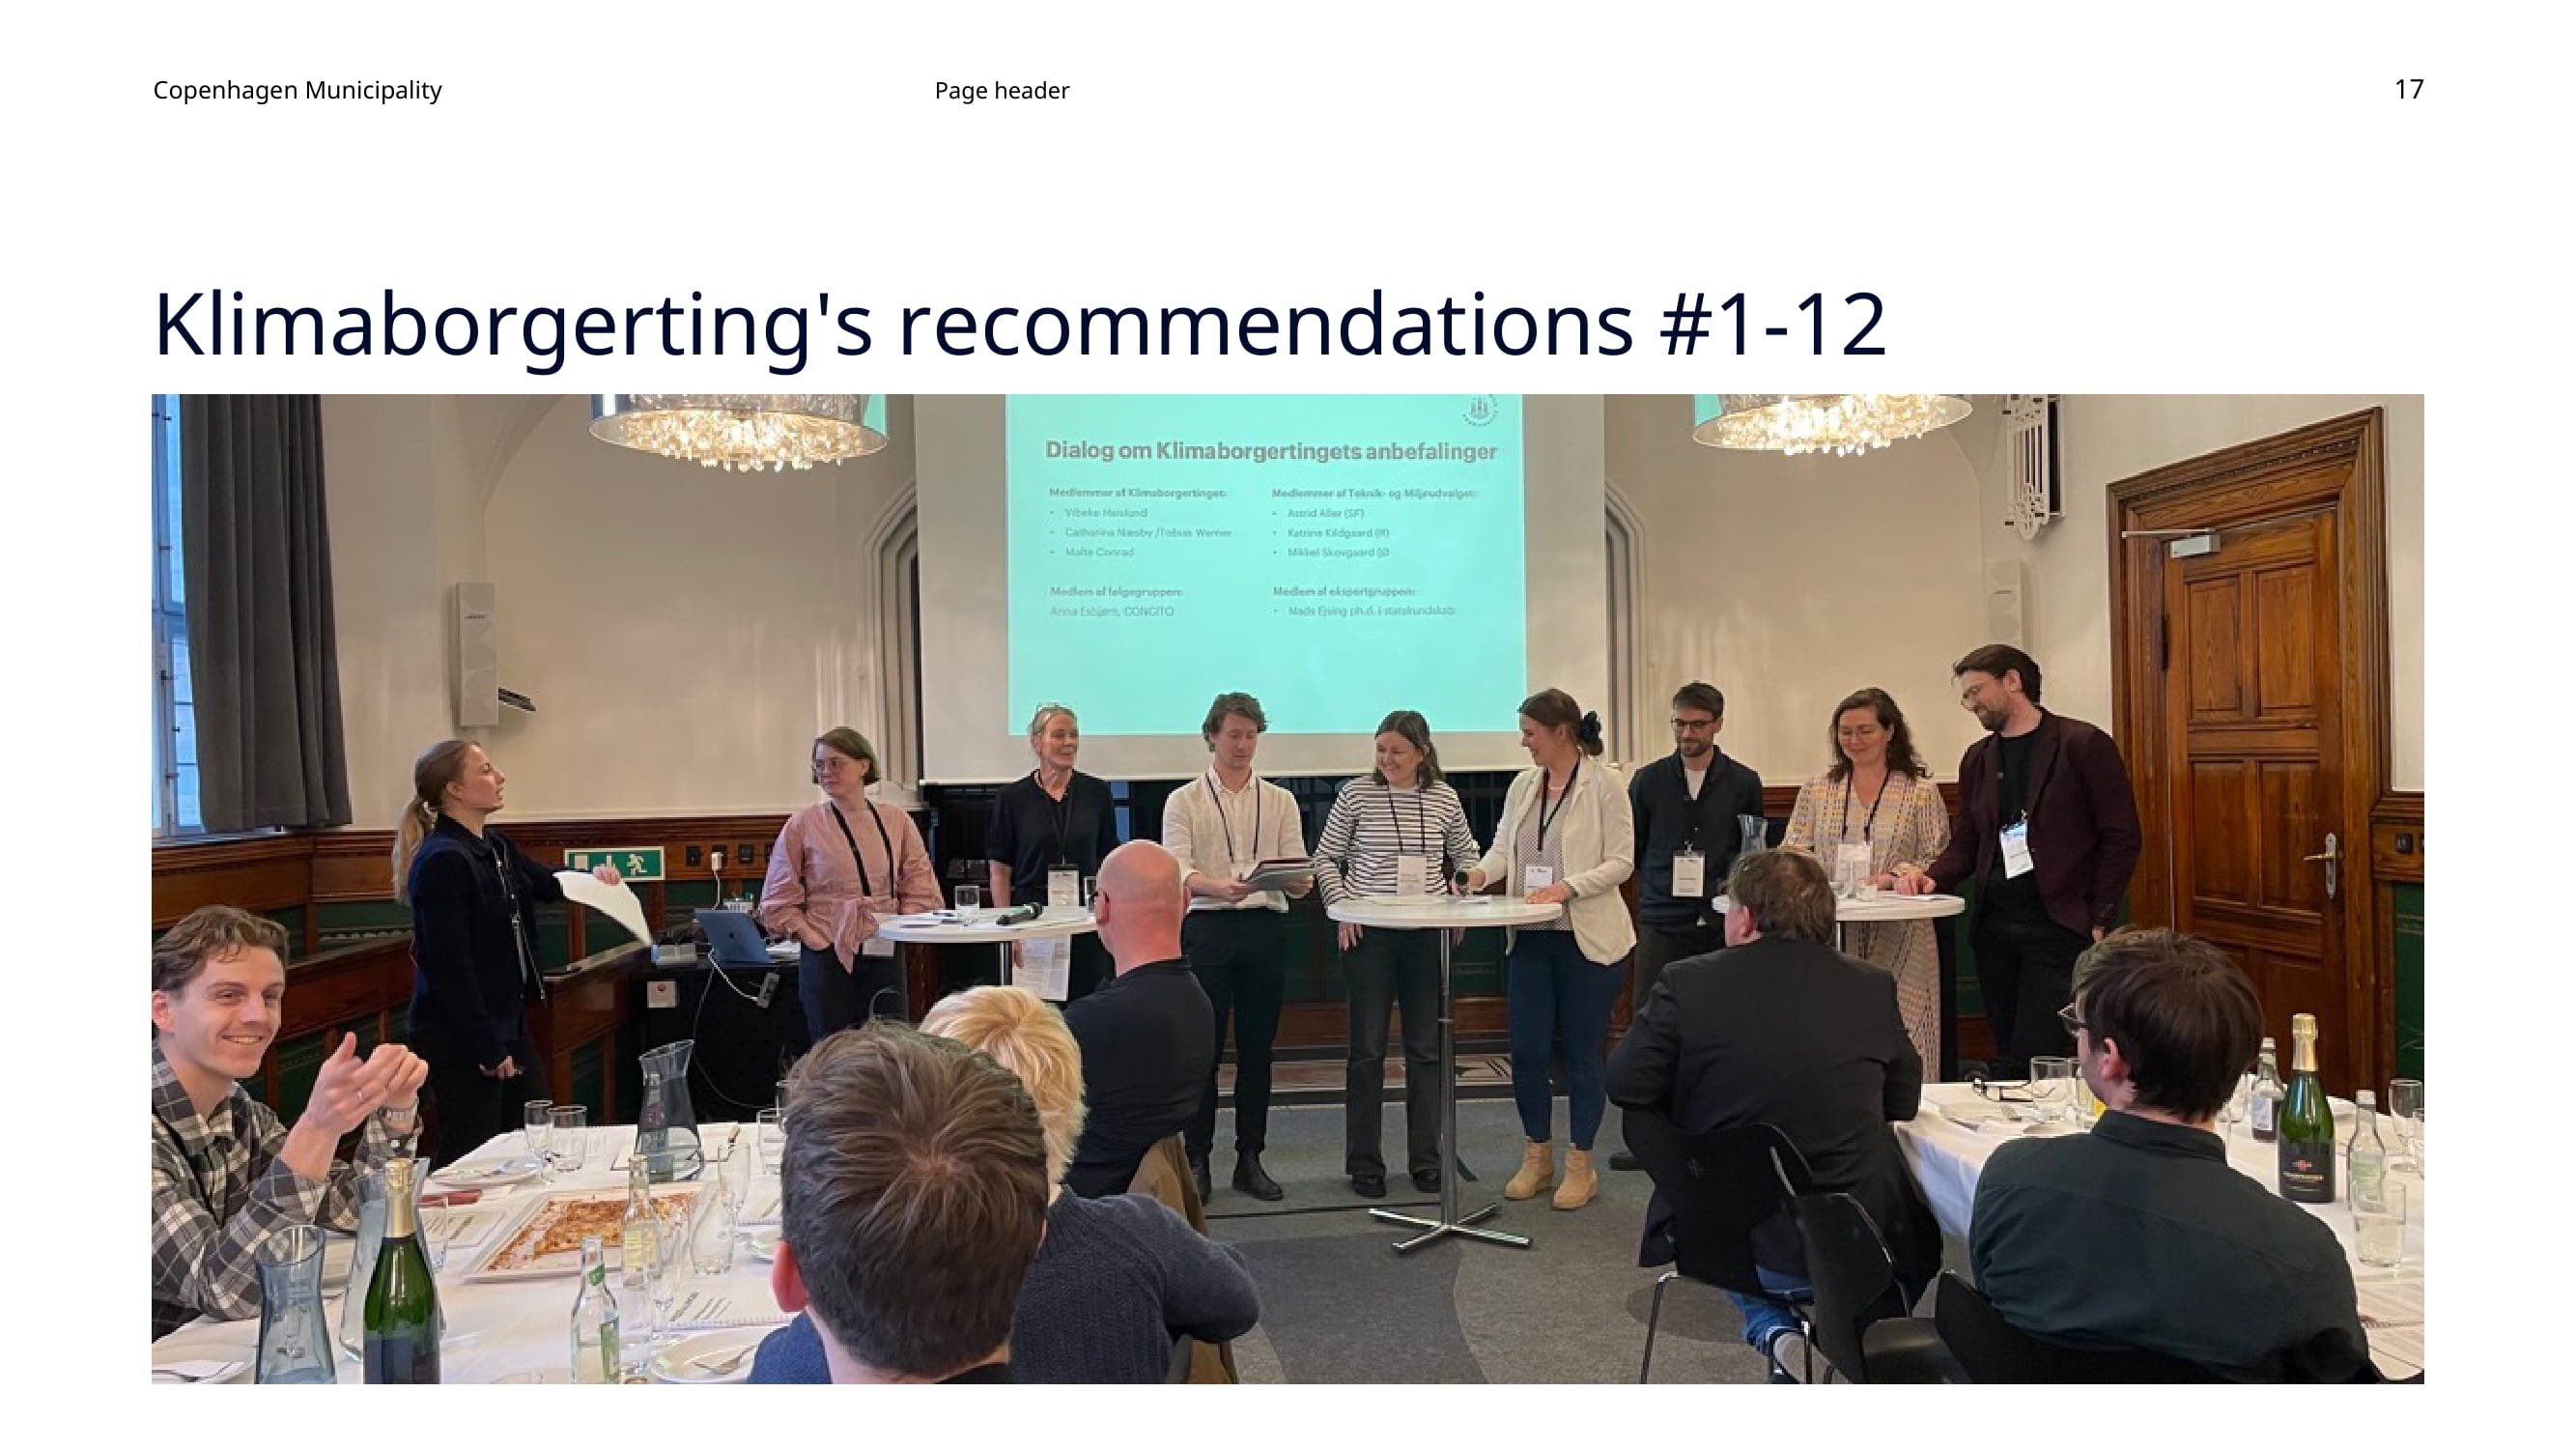 Copenhagen Municipality
Page header
17
Klimaborgerting's recommendations #1-12
Dialog om Klimaborgertingets anbefalinger
Medlemmer af Klimaborgertinget:
• Vibeke Haislund
• Catharina Næsby /Tobias Werner
• Malte Conrad
Medlemmer af Teknik- og Miljøudvalget:
• Astrid Aller (SF)
• Katrine Kildgaard (R)
• Mikkel Skovgaard (Ø
Medlem af følgegruppen:
Anna Esbjørn, CONCITO
Medlem af ekspertgruppen:
• Mads Ejsing ph.d. i statskundskab